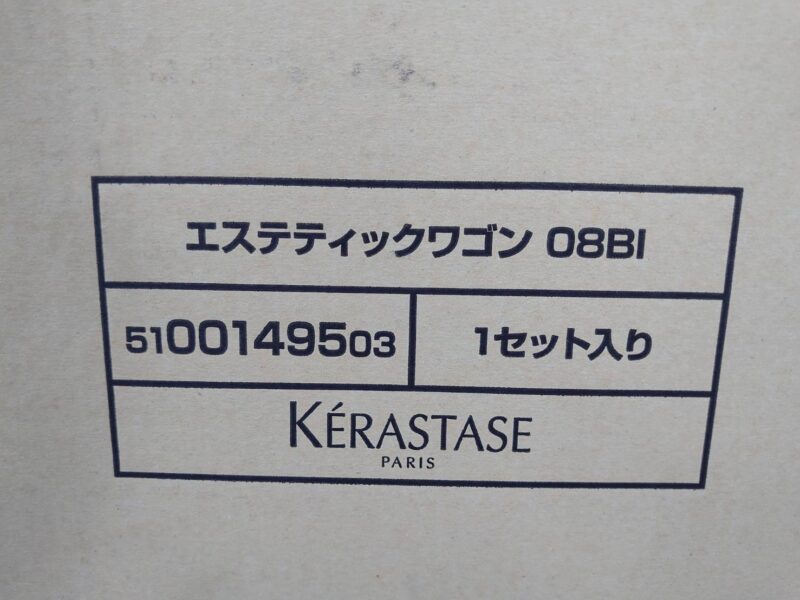 エステティックワゴン 08BI
5100149503
1セット入り
KÉRASTASE
PARIS